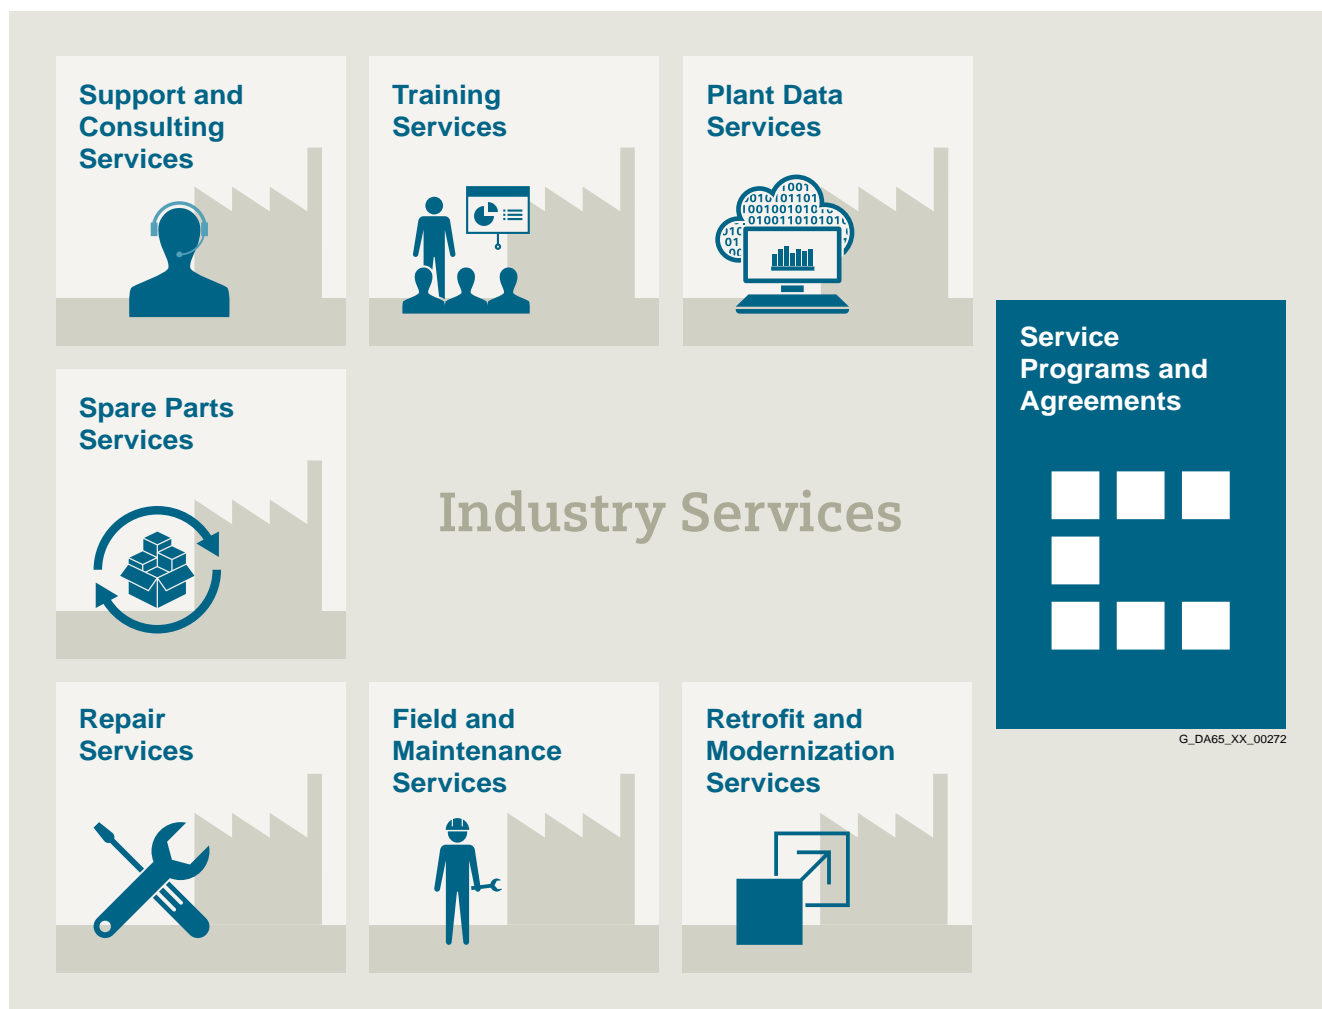 Support and
Consulting
Services
Training
Services
Plant Data
Services
Service
Programs and
Agreements
Spare Parts
Services
Industry Services
Repair
Services
Field and
Maintenance
Services
Retrofit and
Modernization
Services
G_DA65_XX_00272